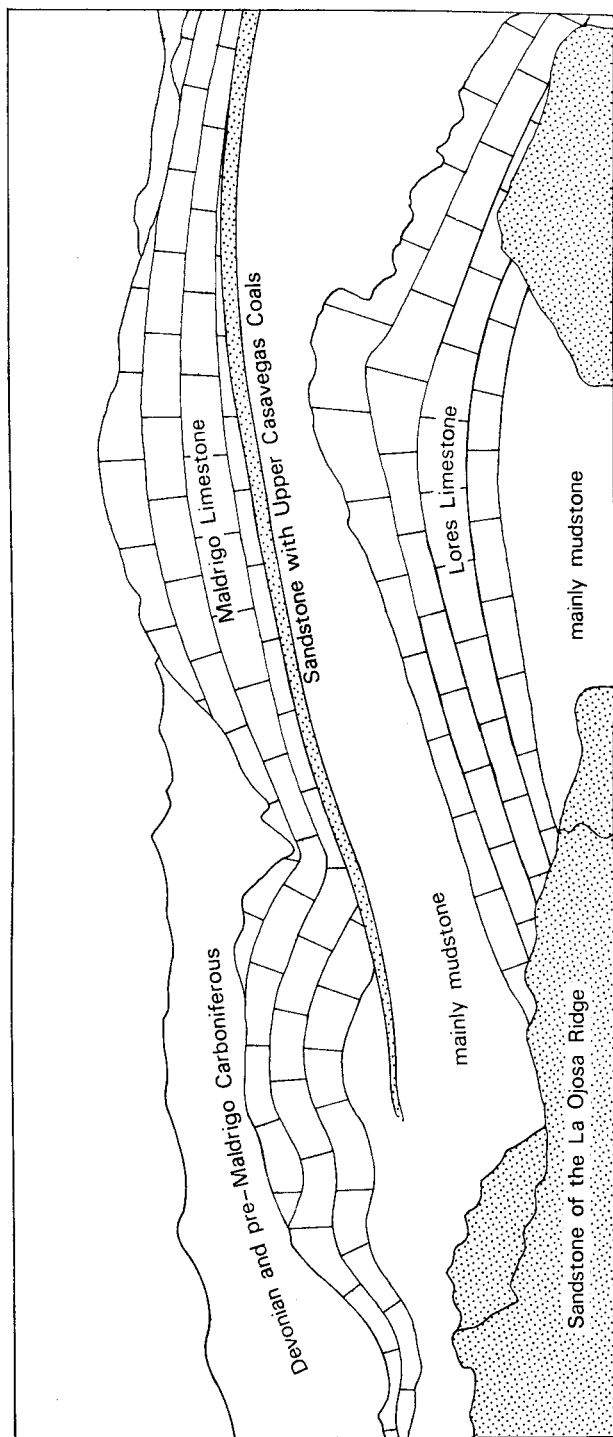 Devonian and pre-Maldrigo Carboniferous
Maldrigo Limestone
Sandstone with Upper Casavegas Coals
mainly mudstone
Lores Limestone
Sandstone of the La Ojosa Ridge
mainly mudstone